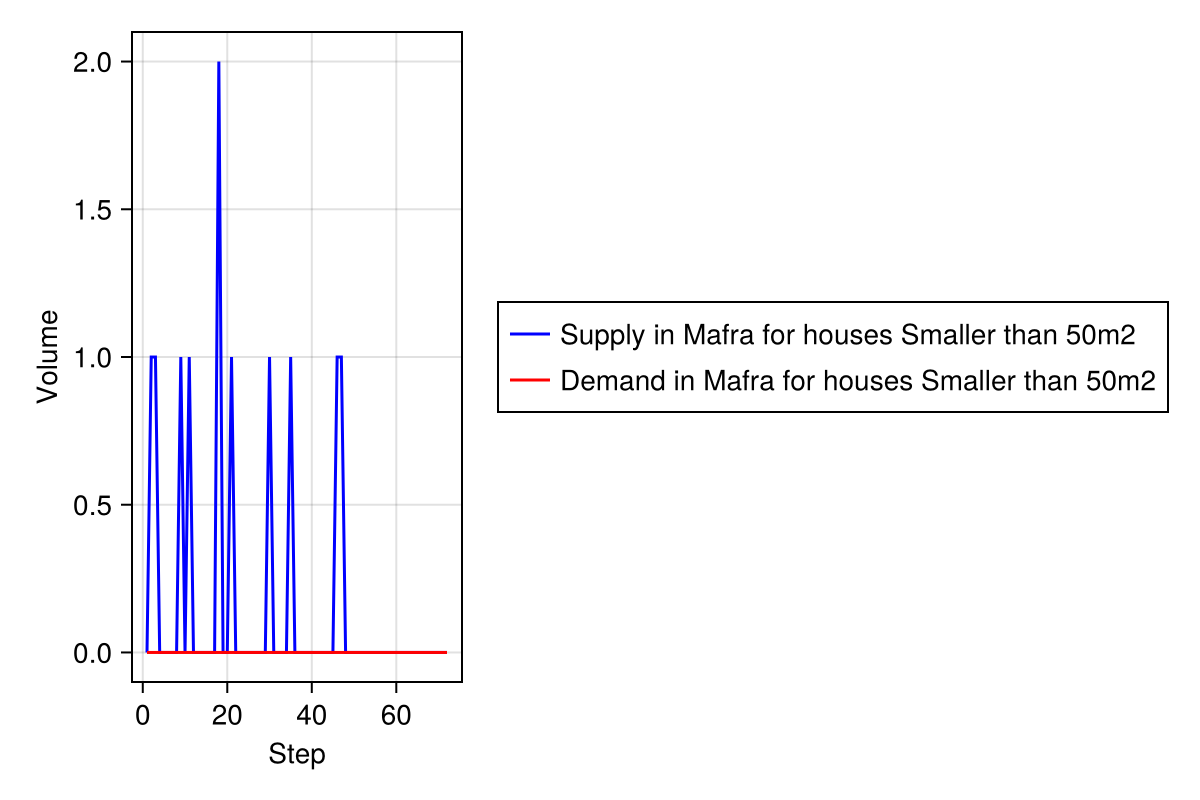 2.0
1.5
1.0
0.5
0.0
Volume
0 20 40 60
Step
Supply in Mafra for houses Smaller than 50m2
Demand in Mafra for houses Smaller than 50m2